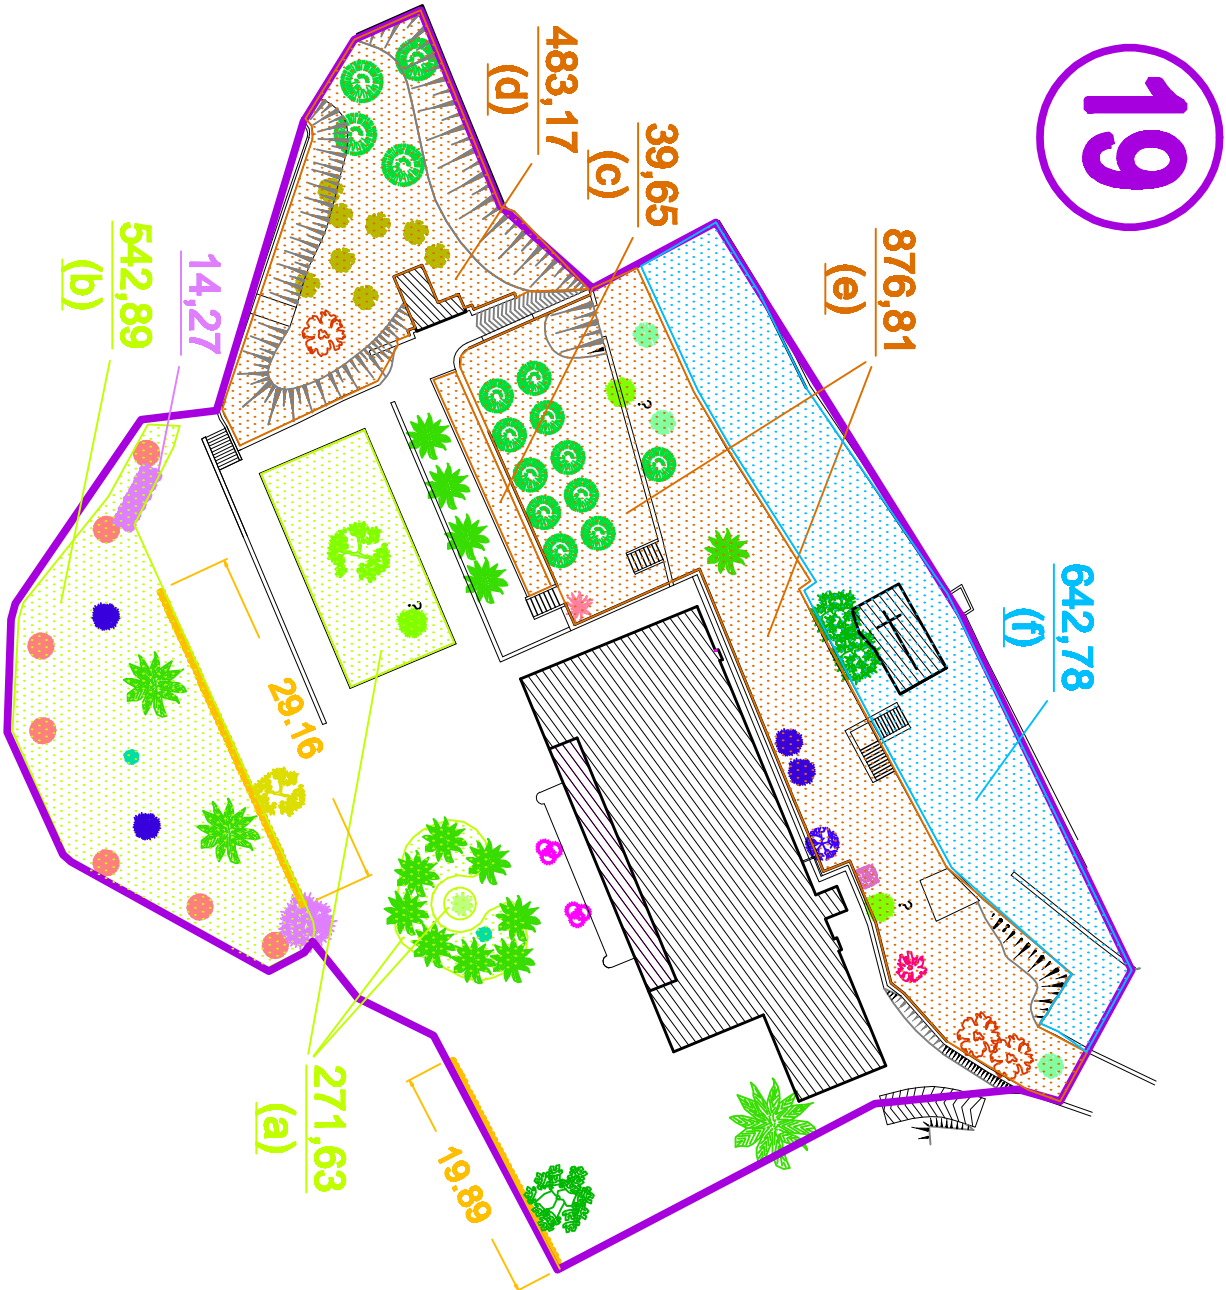 19
483,17
(d)
39,65
(c)
876,81
(e)
542,89
(b)
14,27
642,78
(f)
?
?
29.16
?
271,63
(a)
19.89